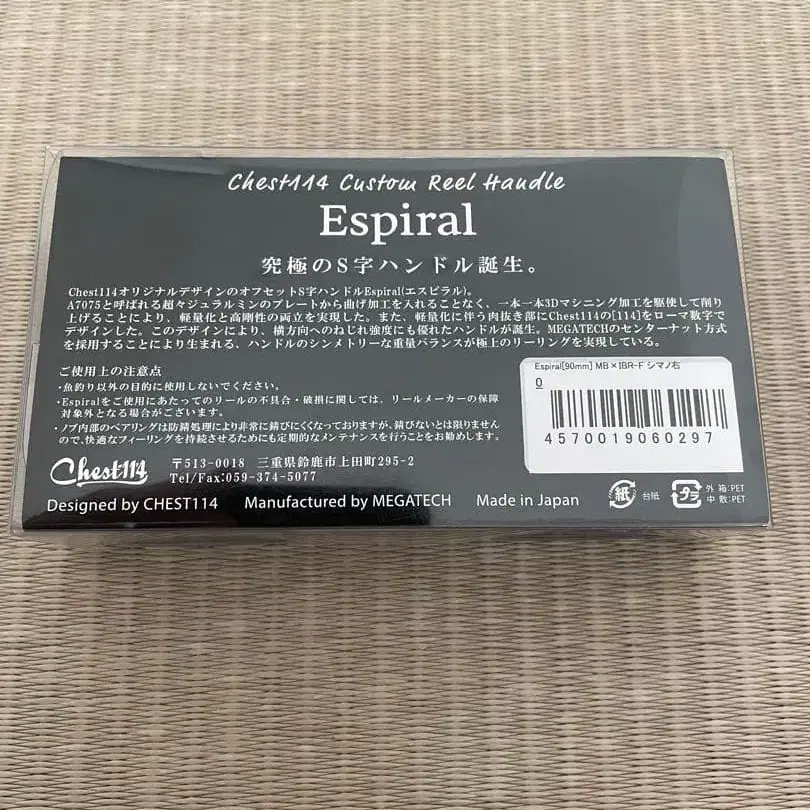 Chest114 Custom Reel Handle
Espiral
究極のS字ハンドル誕生。
Chest114オリジナルデザインのオフセットS字ハンドルEspiral(エスピラル)。
A7075と呼ばれる超々ジュラルミンのプレートから曲げ加工を入れることなく、一本一本3Dマシニング加工を駆使して削り
上げることにより、軽量化と高剛性の両立を実現した。また、軽量化に伴う肉抜き部にChest114の[114]をローマ数字で
デザインした。このデザインにより、横方向へのねじれ強度にも優れたハンドルが誕生。MEGATECHのセンターナット方式
を採用することにより生まれる、ハンドルのシンメトリーな重量バランスが極上のリーリングを実現している。
ご使用上の注意点
・魚釣り以外の目的に使用しないでください。
・Espiralをご使用にあたってのリールの不具合・破損に関しては、リールメーカーの保障
対象外となる場合がございます。
・ノブ内部のベアリングは防錆処理により非常に錆びにくくなっておりますが、錆びないとは限りません
ので、快適なフィーリングを持続させるためにも定期的なメンテナンスを行うことをお勧めします。
Espiral[90mm] MB×IBR-F シマノ右
0
4570019060297
Chest114
〒513-0018 三重県鈴鹿市上田町295-2
Tel/Fax:059-374-5077
Designed by CHEST114 Manufactured by MEGATECH Made in Japan
紙 台紙 プラ 外 箱:PET
中 敷:PET